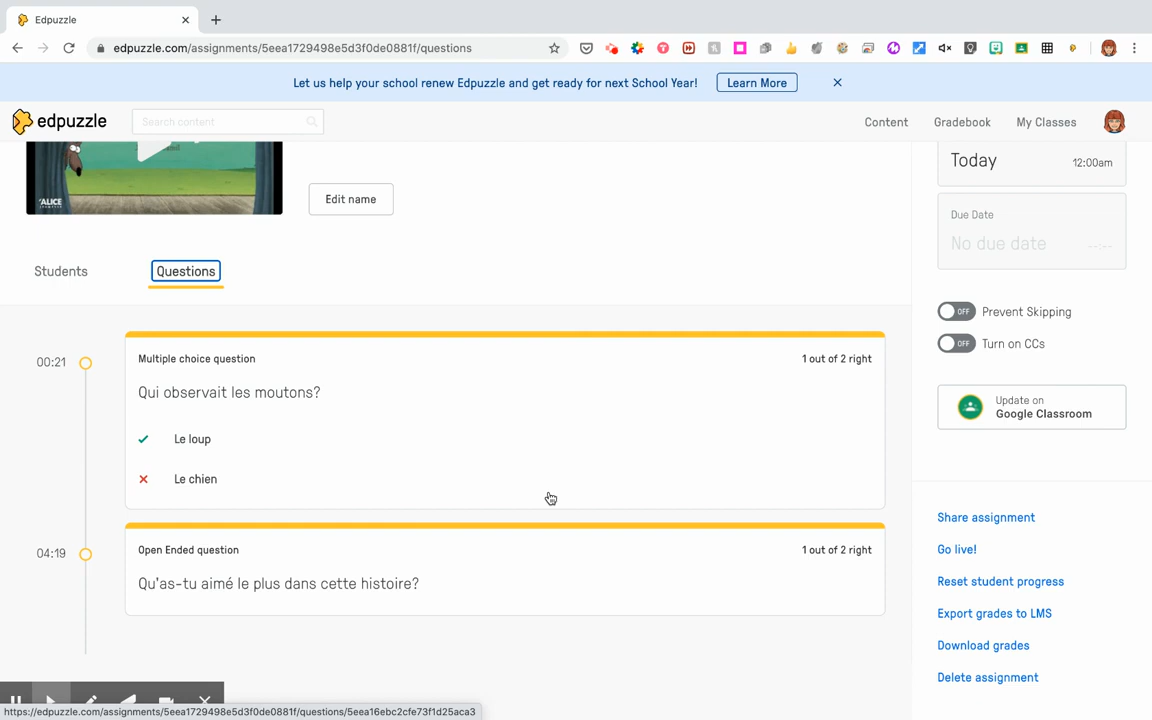 Edpuzzle
edpuzzle.com/assignments/5eea1729498e5d3f0de0881f/questions
Let us help your school renew Edpuzzle and get ready for next School Year!
Learn More
edpuzzle
Search content
Content
Gradebook
My Classes
'ALICE
Edit name
Today
12:00am
Due Date
No due date
--:--
Students
Questions
OFF
Prevent Skipping
OFF
Turn on CCs
00:21
Multiple choice question
1 out of 2 right
Qui observait les moutons?
Le loup
Le chien
Update on
Google Classroom
04:19
Open Ended question
1 out of 2 right
Qu'as-tu aimé le plus dans cette histoire?
Share assignment
Go live!
Reset student progress
Export grades to LMS
Download grades
Delete assignment
https://edpuzzle.com/assignments/5eea1729498e5d3f0de0881f/questions/5eea16ebc2cfe73f1d25aca3